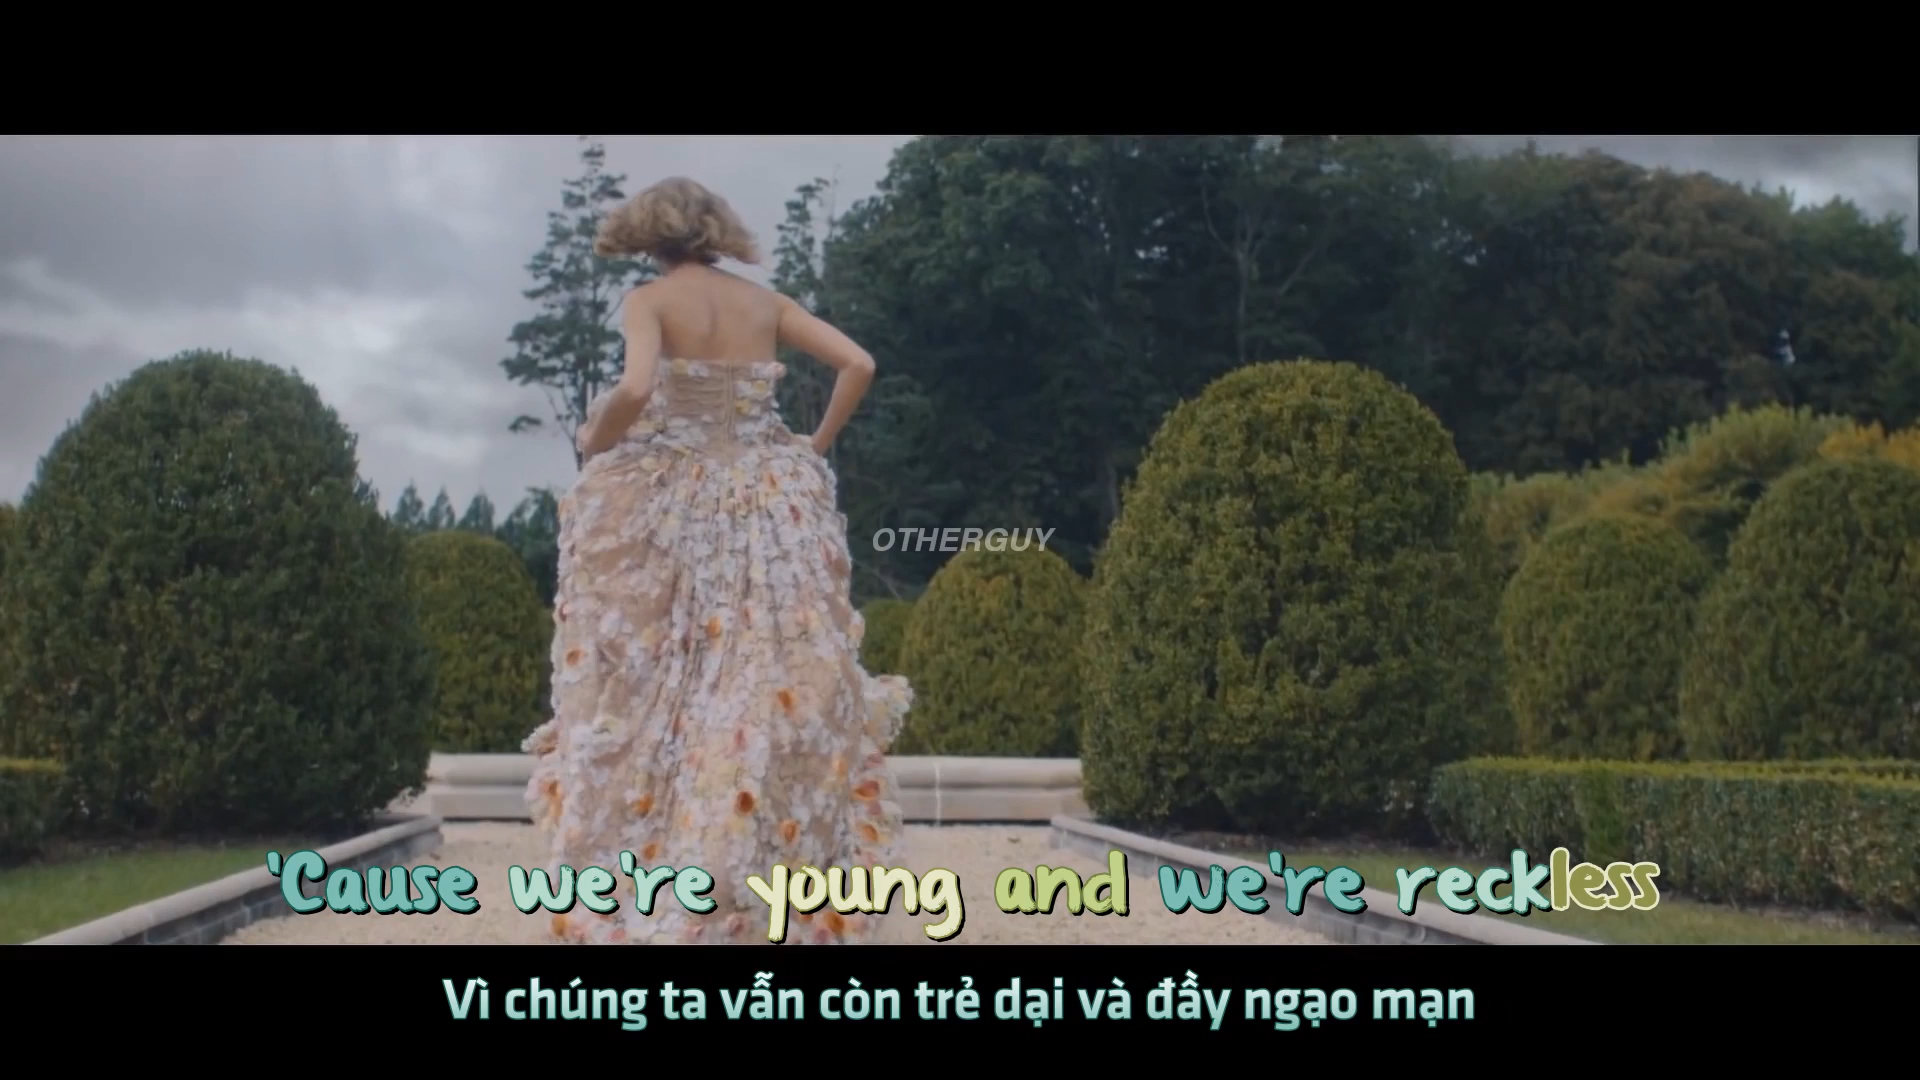 OTHERGUY
'Cause we're young and we're reckless
Vì chúng ta vẫn còn trẻ dại và đầy ngạo mạn